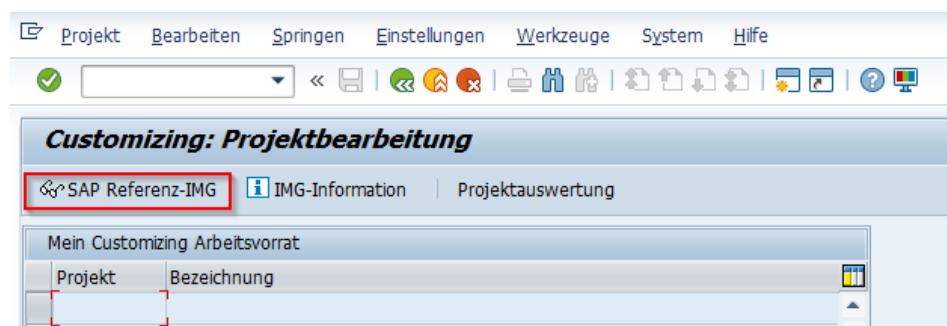 Projekt Bearbeiten Springen Einstellungen Werkzeuge System Hilfe
Customizing: Projektbearbeitung
SAP Referenz-IMG IMG-Information Projektauswertung
Mein Customizing Arbeitsvorrat
Projekt Bezeichnung